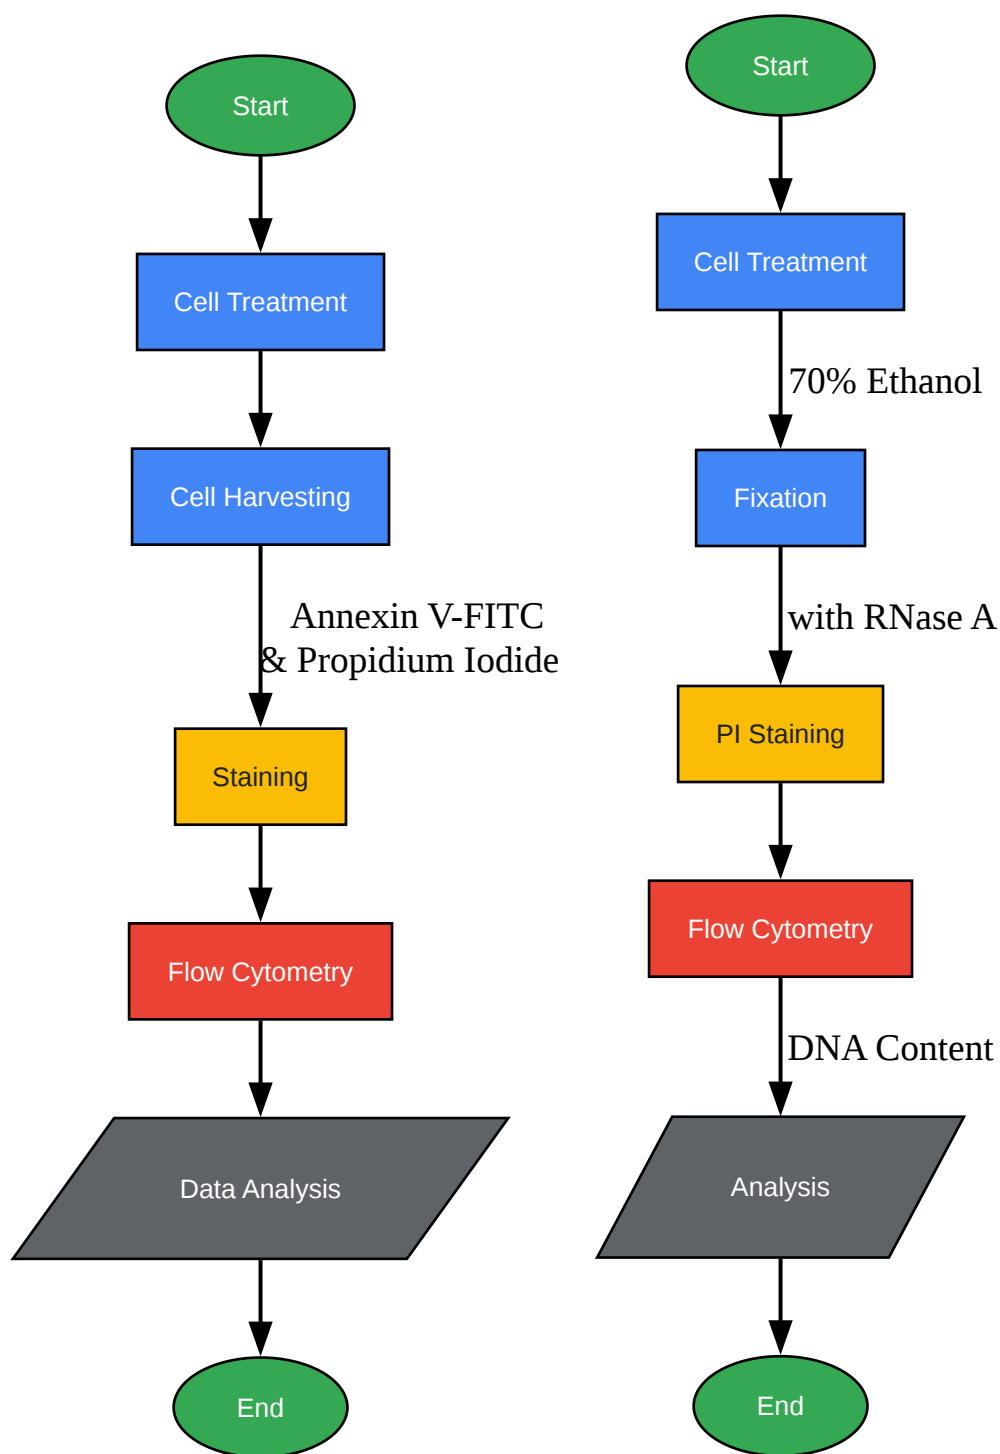 Start
Cell Treatment
Cell Harvesting
Annexin V-FITC
& Propidium Iodide
Staining
Flow Cytometry
Data Analysis
End
Start
Cell Treatment
70% Ethanol
Fixation
with RNase A
PI Staining
Flow Cytometry
DNA Content
Analysis
End